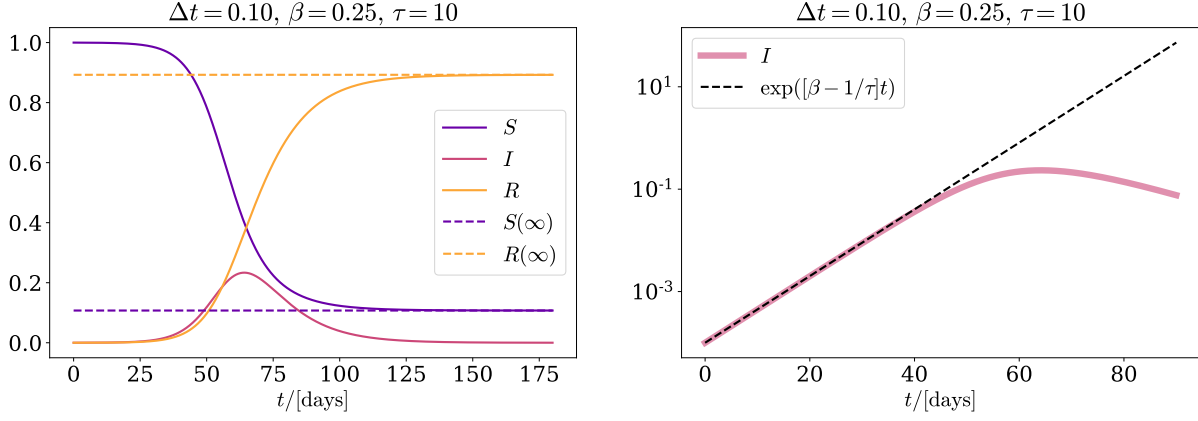 Δt = 0.10, β = 0.25, τ = 10
1.0
0.8
0.6
0.4
0.2
0.0
S
I
R
S(∞)
R(∞)
0 25 50 75 100 125 150 175
t/[days]
Δt = 0.10, β = 0.25, τ = 10
I
exp([β − 1/τ]t)
10¹
10⁻¹
10⁻³
0 20 40 60 80
t/[days]